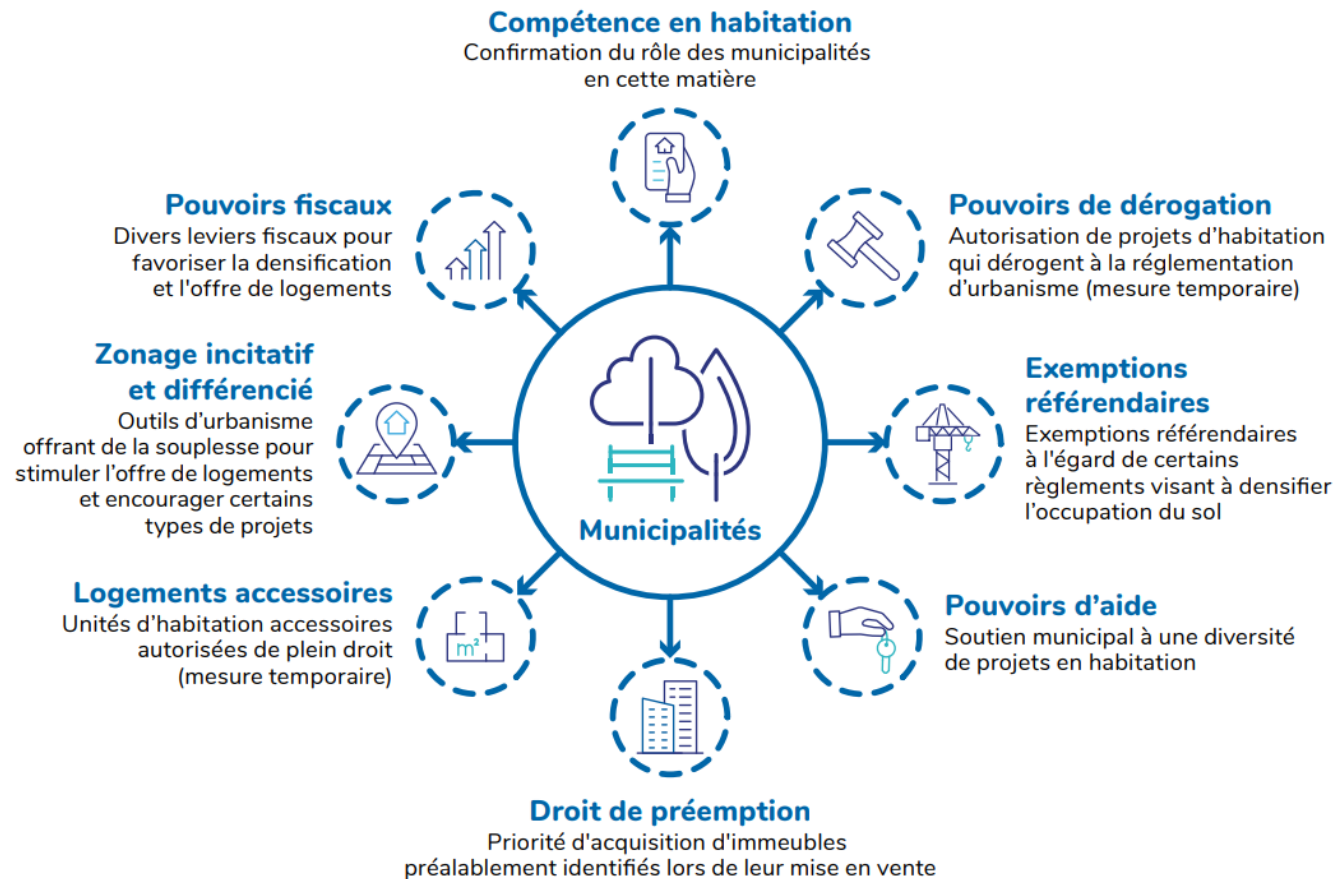 Compétence en habitation
Confirmation du rôle des municipalités
en cette matière
Pouvoirs fiscaux
Divers leviers fiscaux pour
favoriser la densification
et l'offre de logements
Pouvoirs de dérogation
Autorisation de projets d’habitation
qui dérogent à la réglementation
d’urbanisme (mesure temporaire)
Zonage incitatif
et différencié
Outils d’urbanisme
offrant de la souplesse pour
stimuler l’offre de logements
et encourager certains
types de projets
Municipalités
Exemptions
référendaires
Exemptions référendaires
à l'égard de certains
règlements visant à densifier
l’occupation du sol
Logements accessoires
Unités d’habitation accessoires
autorisées de plein droit
(mesure temporaire)
m²
Pouvoirs d’aide
Soutien municipal à une diversité
de projets en habitation
Droit de préemption
Priorité d'acquisition d'immeubles
préalablement identifiés lors de leur mise en vente